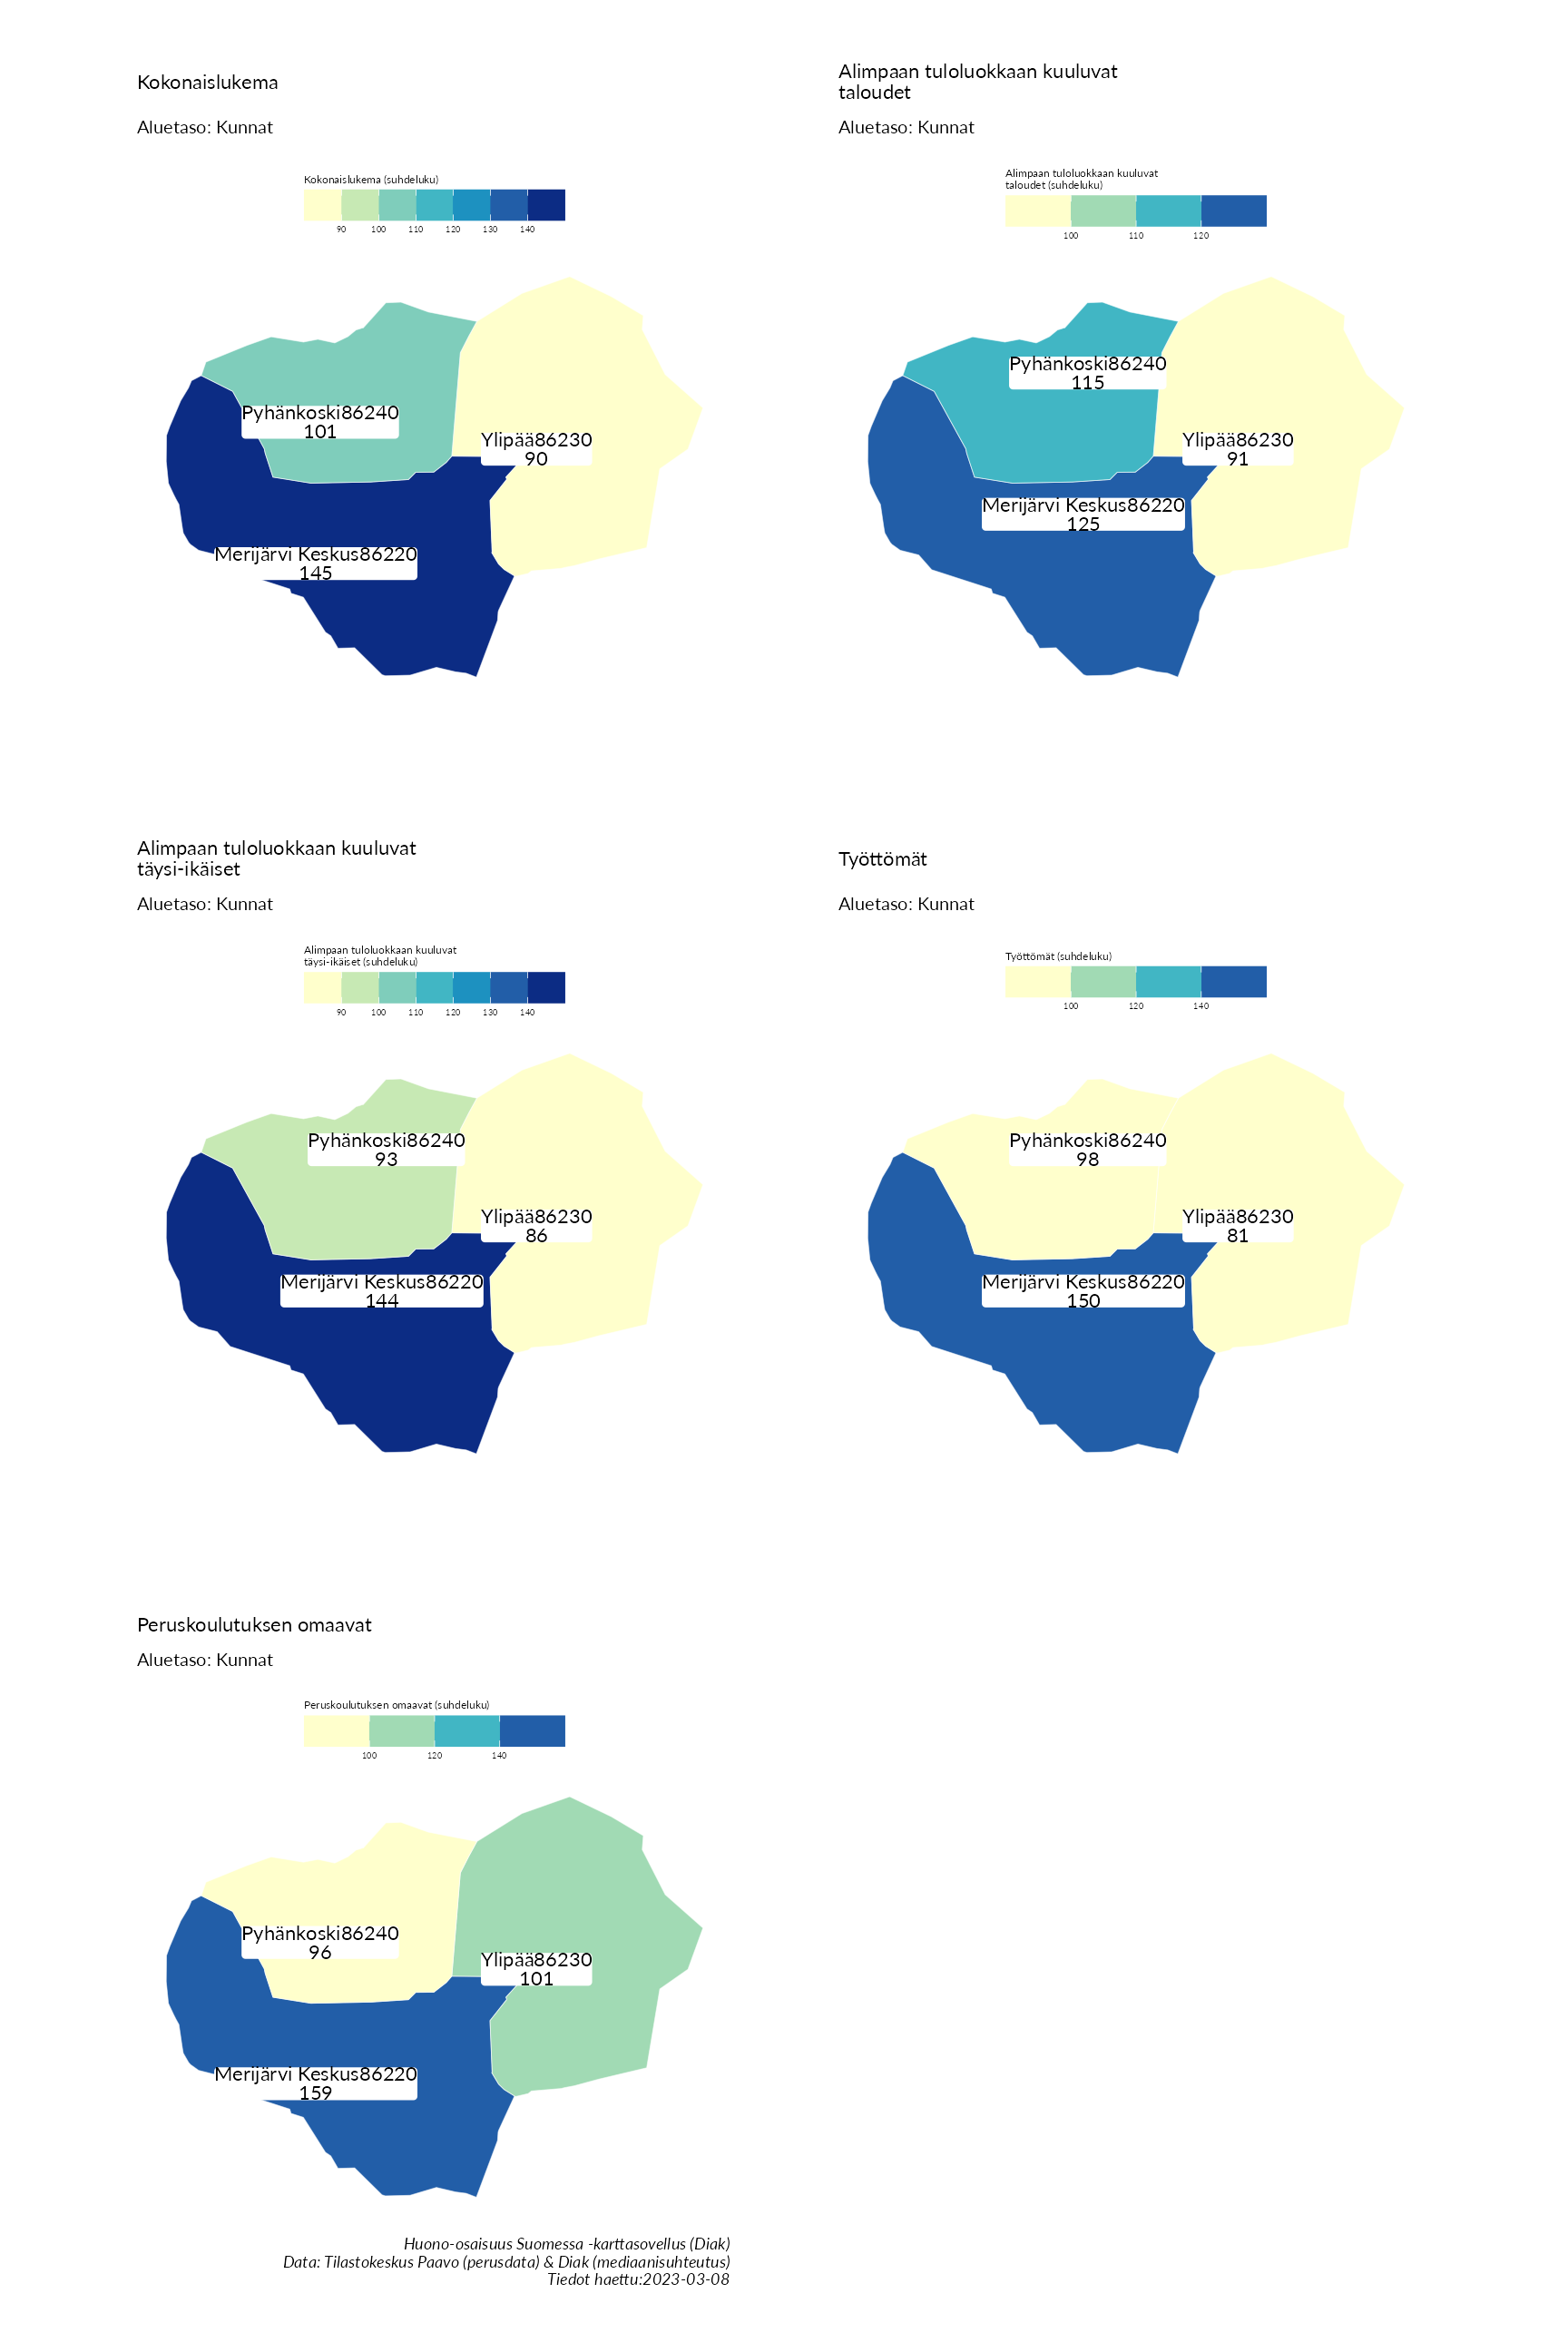 Kokonaislukema
Aluetaso: Kunnat
Kokonaislukema (suhdeluku)
90 100 110 120 130 140
Pyhänkoski86240
101
Ylipää86230
90
Merijärvi Keskus86220
145
Alimpaan tuloluokkaan kuuluvat
taloudet
Aluetaso: Kunnat
Alimpaan tuloluokkaan kuuluvat
taloudet (suhdeluku)
100 110 120
Pyhänkoski86240
115
Ylipää86230
91
Merijärvi Keskus86220
125
Alimpaan tuloluokkaan kuuluvat
täysi-ikäiset
Aluetaso: Kunnat
Alimpaan tuloluokkaan kuuluvat
täysi-ikäiset (suhdeluku)
90 100 110 120 130 140
Pyhänkoski86240
93
Ylipää86230
86
Merijärvi Keskus86220
144
Työttömät
Aluetaso: Kunnat
Työttömät (suhdeluku)
100 120 140
Pyhänkoski86240
98
Ylipää86230
81
Merijärvi Keskus86220
150
Peruskoulutuksen omaavat
Aluetaso: Kunnat
Peruskoulutuksen omaavat (suhdeluku)
100 120 140
Pyhänkoski86240
96
Ylipää86230
101
Merijärvi Keskus86220
159
Huono-osaisuus Suomessa -karttasovellus (Diak)
Data: Tilastokeskus Paavo (perusdata) & Diak (mediaanisuhteutus)
Tiedot haettu:2023-03-08